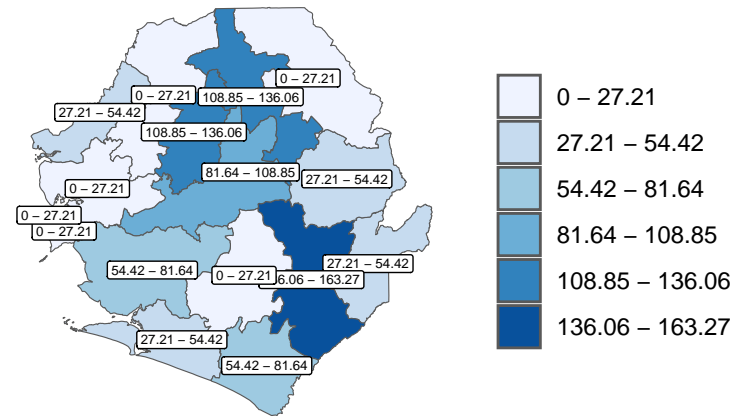 0 – 27.21
0 – 27.21
108.85 – 136.06
27.21 – 54.42
108.85 – 136.06
81.64 – 108.85
27.21 – 54.42
0 – 27.21
0 – 27.21
0 – 27.21
27.21 – 54.42
54.42 – 81.64
0 – 27.21
36.06 – 163.27
27.21 – 54.42
54.42 – 81.64
0 – 27.21
27.21 – 54.42
54.42 – 81.64
81.64 – 108.85
108.85 – 136.06
136.06 – 163.27